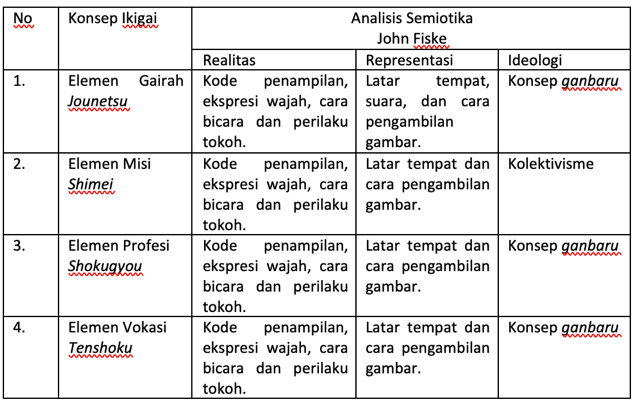 No Konsep Ikigai Analisis Semiotika
John Fiske
Realitas Representasi Ideologi
1. Elemen Gairah Kode penampilan, Latar tempat, Konsep ganbaru
Jounetsu ekspresi wajah, cara suara, dan cara
bicara dan perilaku pengambilan
tokoh. gambar.
2. Elemen Misi Kode penampilan, Latar tempat dan Kolektivisme
Shimei ekspresi wajah, cara cara pengambilan
bicara dan perilaku gambar.
tokoh.
3. Elemen Profesi Kode penampilan, Latar tempat dan Konsep ganbaru
Shokugyou ekspresi wajah, cara cara pengambilan
bicara dan perilaku gambar.
tokoh.
4. Elemen Vokasi Kode penampilan, Latar tempat dan Konsep ganbaru
Tenshoku ekspresi wajah, cara cara pengambilan
bicara dan perilaku gambar.
tokoh.